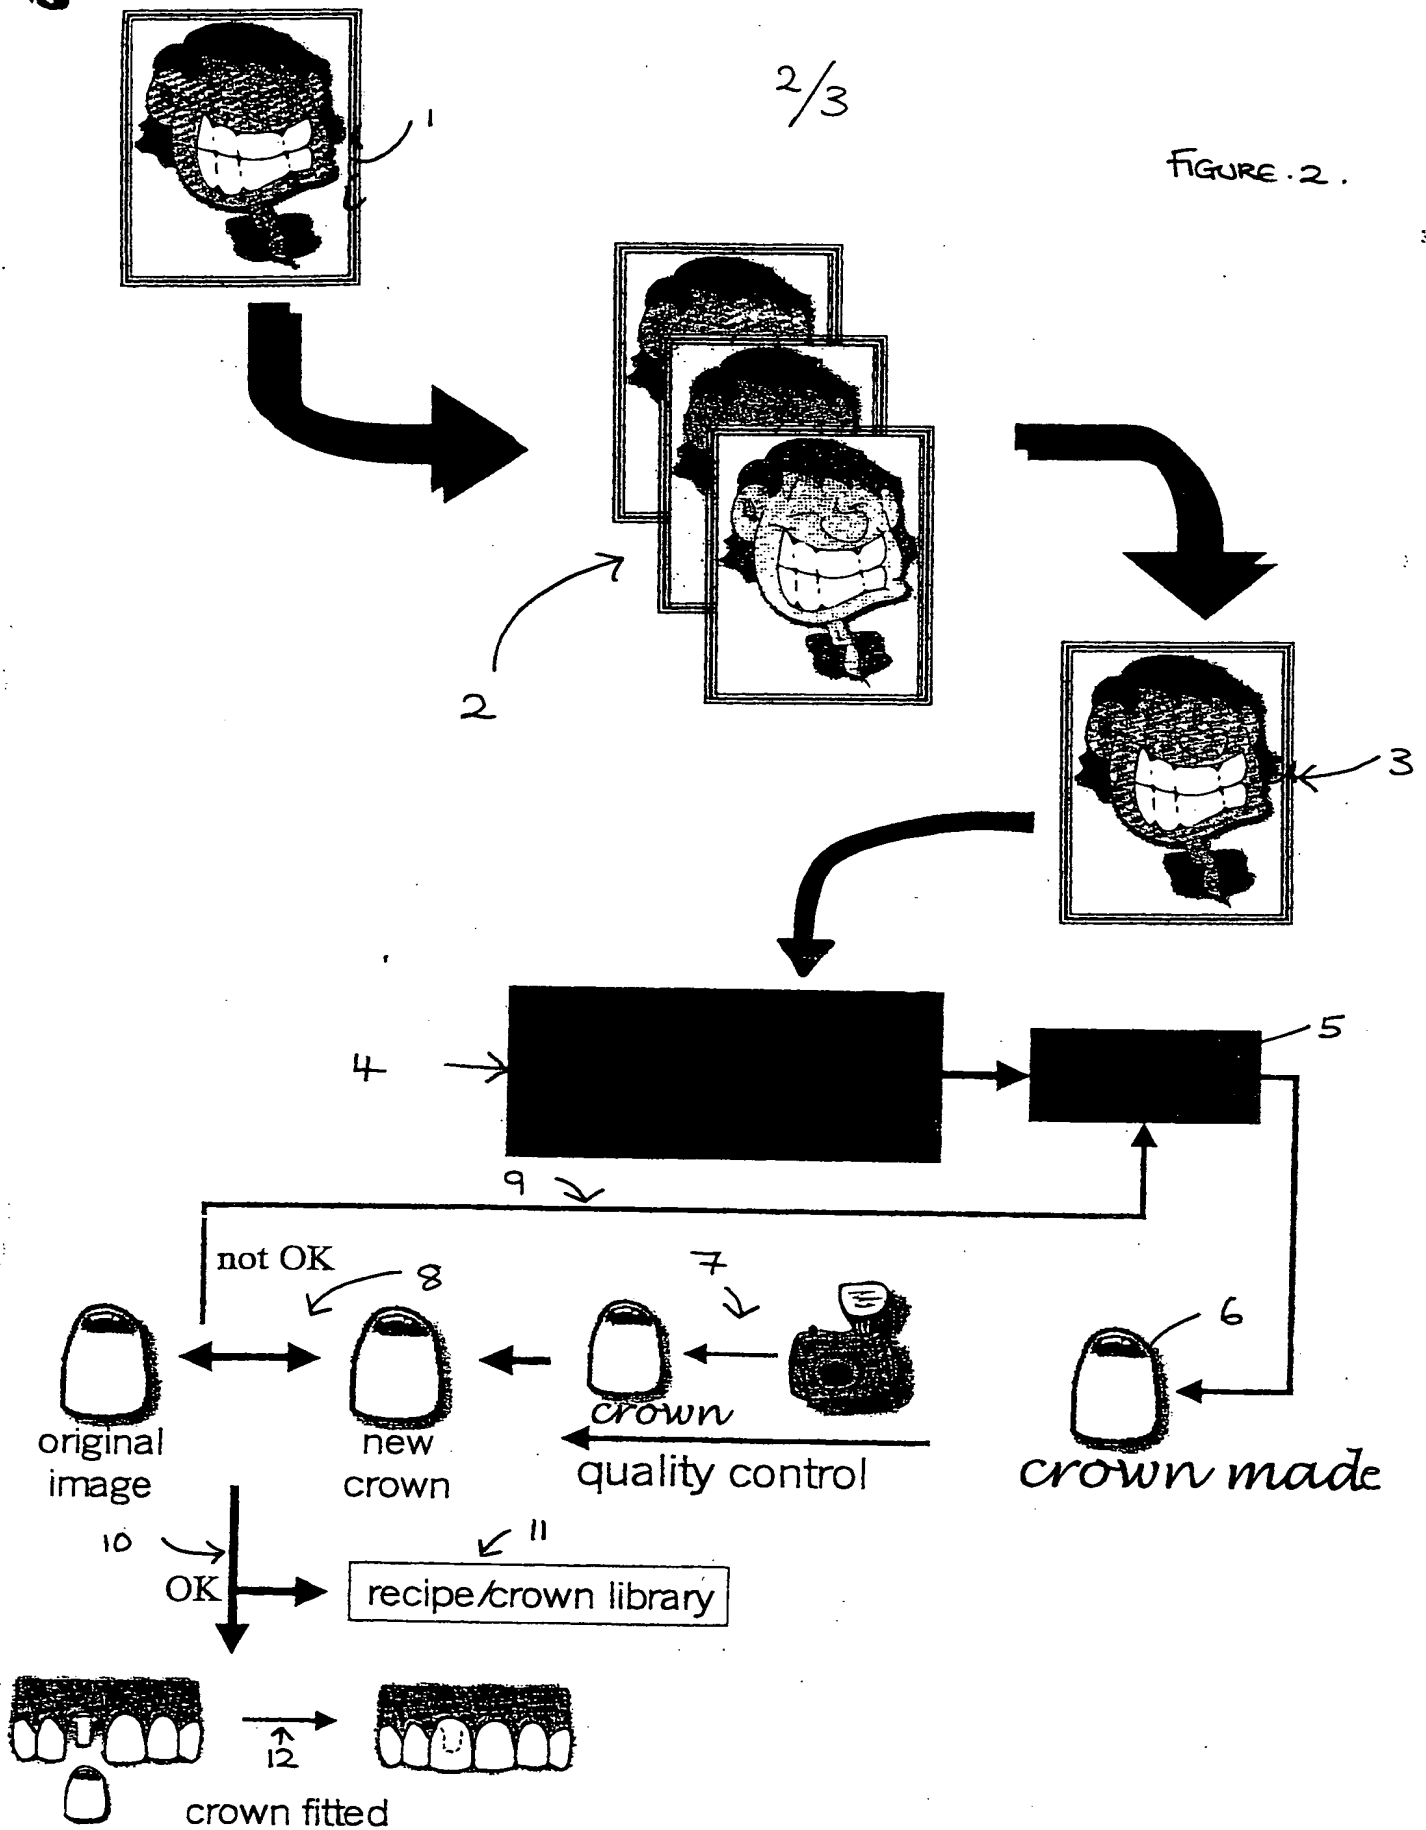 2/3
FIGURE.2.
1
2
3
4
5
9
not OK
8
7
6
original
image
new
crown
crown
quality control
crown made
10
11
OK
recipe/crown library
12
crown fitted